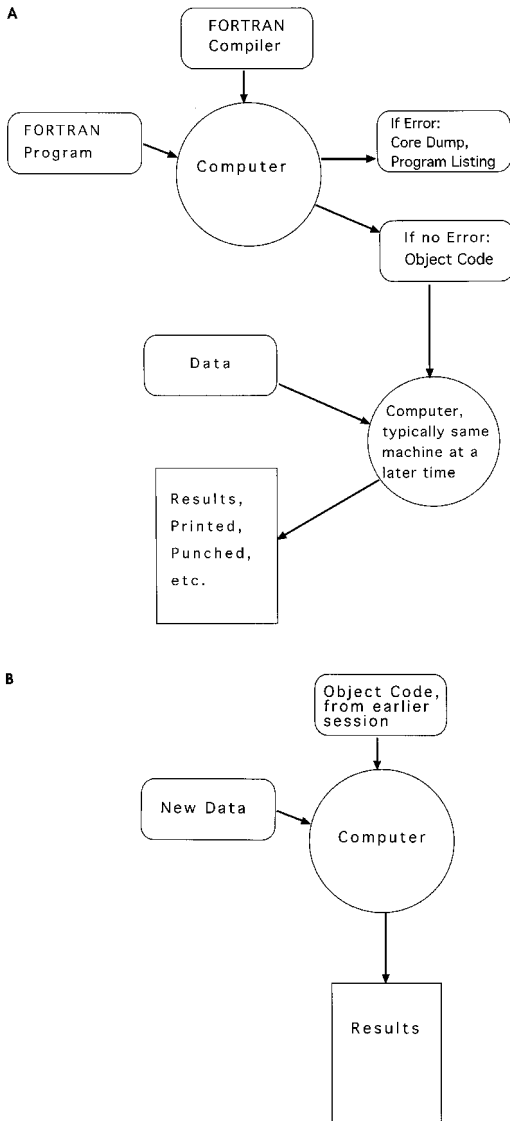 A
FORTRAN
Compiler
FORTRAN
Program
Computer
If Error:
Core Dump,
Program Listing
If no Error:
Object Code
Data
Computer,
typically same
machine at a
later time
Results,
Printed,
Punched,
etc.
B
Object Code,
from earlier
session
New Data
Computer
Results